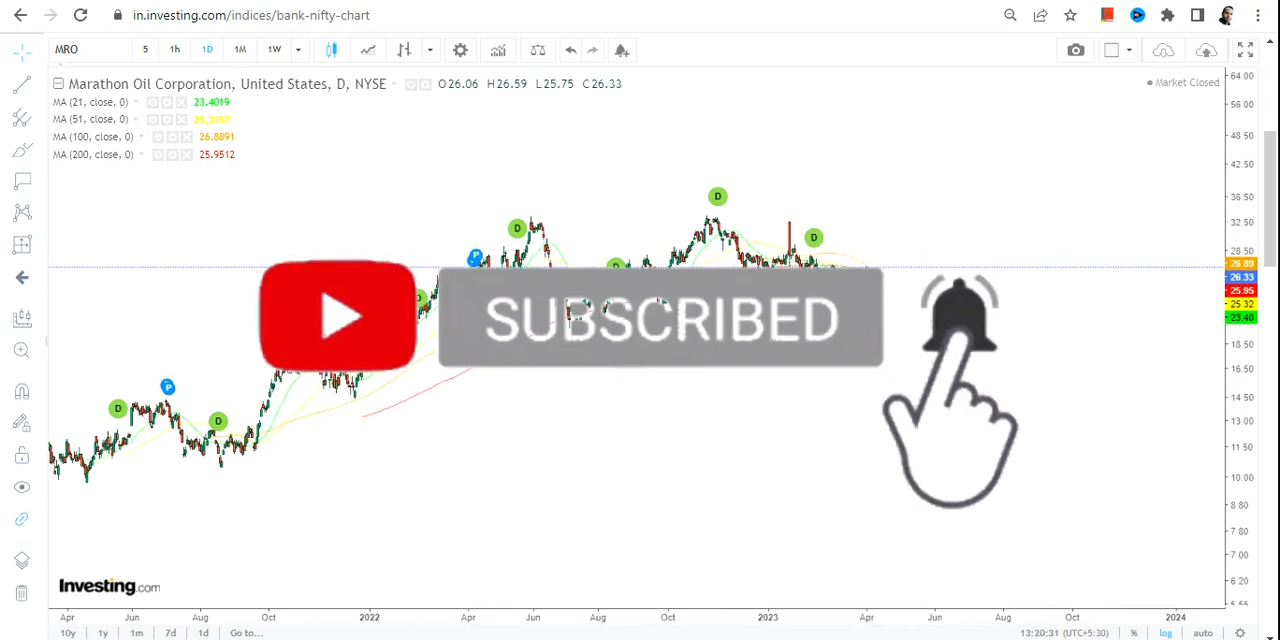 in.investing.com/indices/bank-nifty-chart
MRO 5 1h 1D 1M 1W
Marathon Oil Corporation, United States, D, NYSE O26.06 H26.59 L25.75 C26.33
Market Closed
MA (21, close, 0) 23.4019
MA (51, close, 0)
MA (100, close, 0) 26.8891
MA (200, close, 0) 25.9512
64.00
56.00
48.50
42.50
36.50
32.50
28.50
26.89
26.33
25.95
25.32
23.40
18.50
16.50
14.50
13.00
11.50
10.00
8.80
7.80
7.00
6.20
D
D
D
D
P
D
SUBSCRIBED
P
D
D
Investing.com
Apr Jun Aug Oct 2022 Apr Jun Aug Oct 2023 Apr Jun Aug Oct 2024
10y 1y 1m 7d 1d Go to... 13:20:31 (UTC+5:30) % log auto